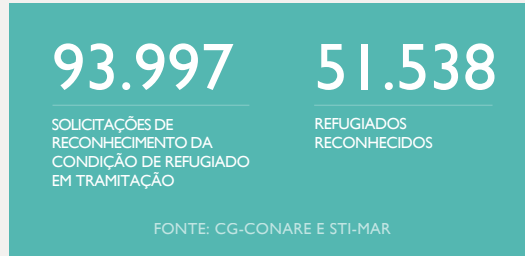 93.997
SOLICITAÇÕES DE
RECONHECIMENTO DA
CONDIÇÃO DE REFUGIADO
EM TRAMITAÇÃO
51.538
REFUGIADOS
RECONHECIDOS
FONTE: CG-CONARE E STI-MAR